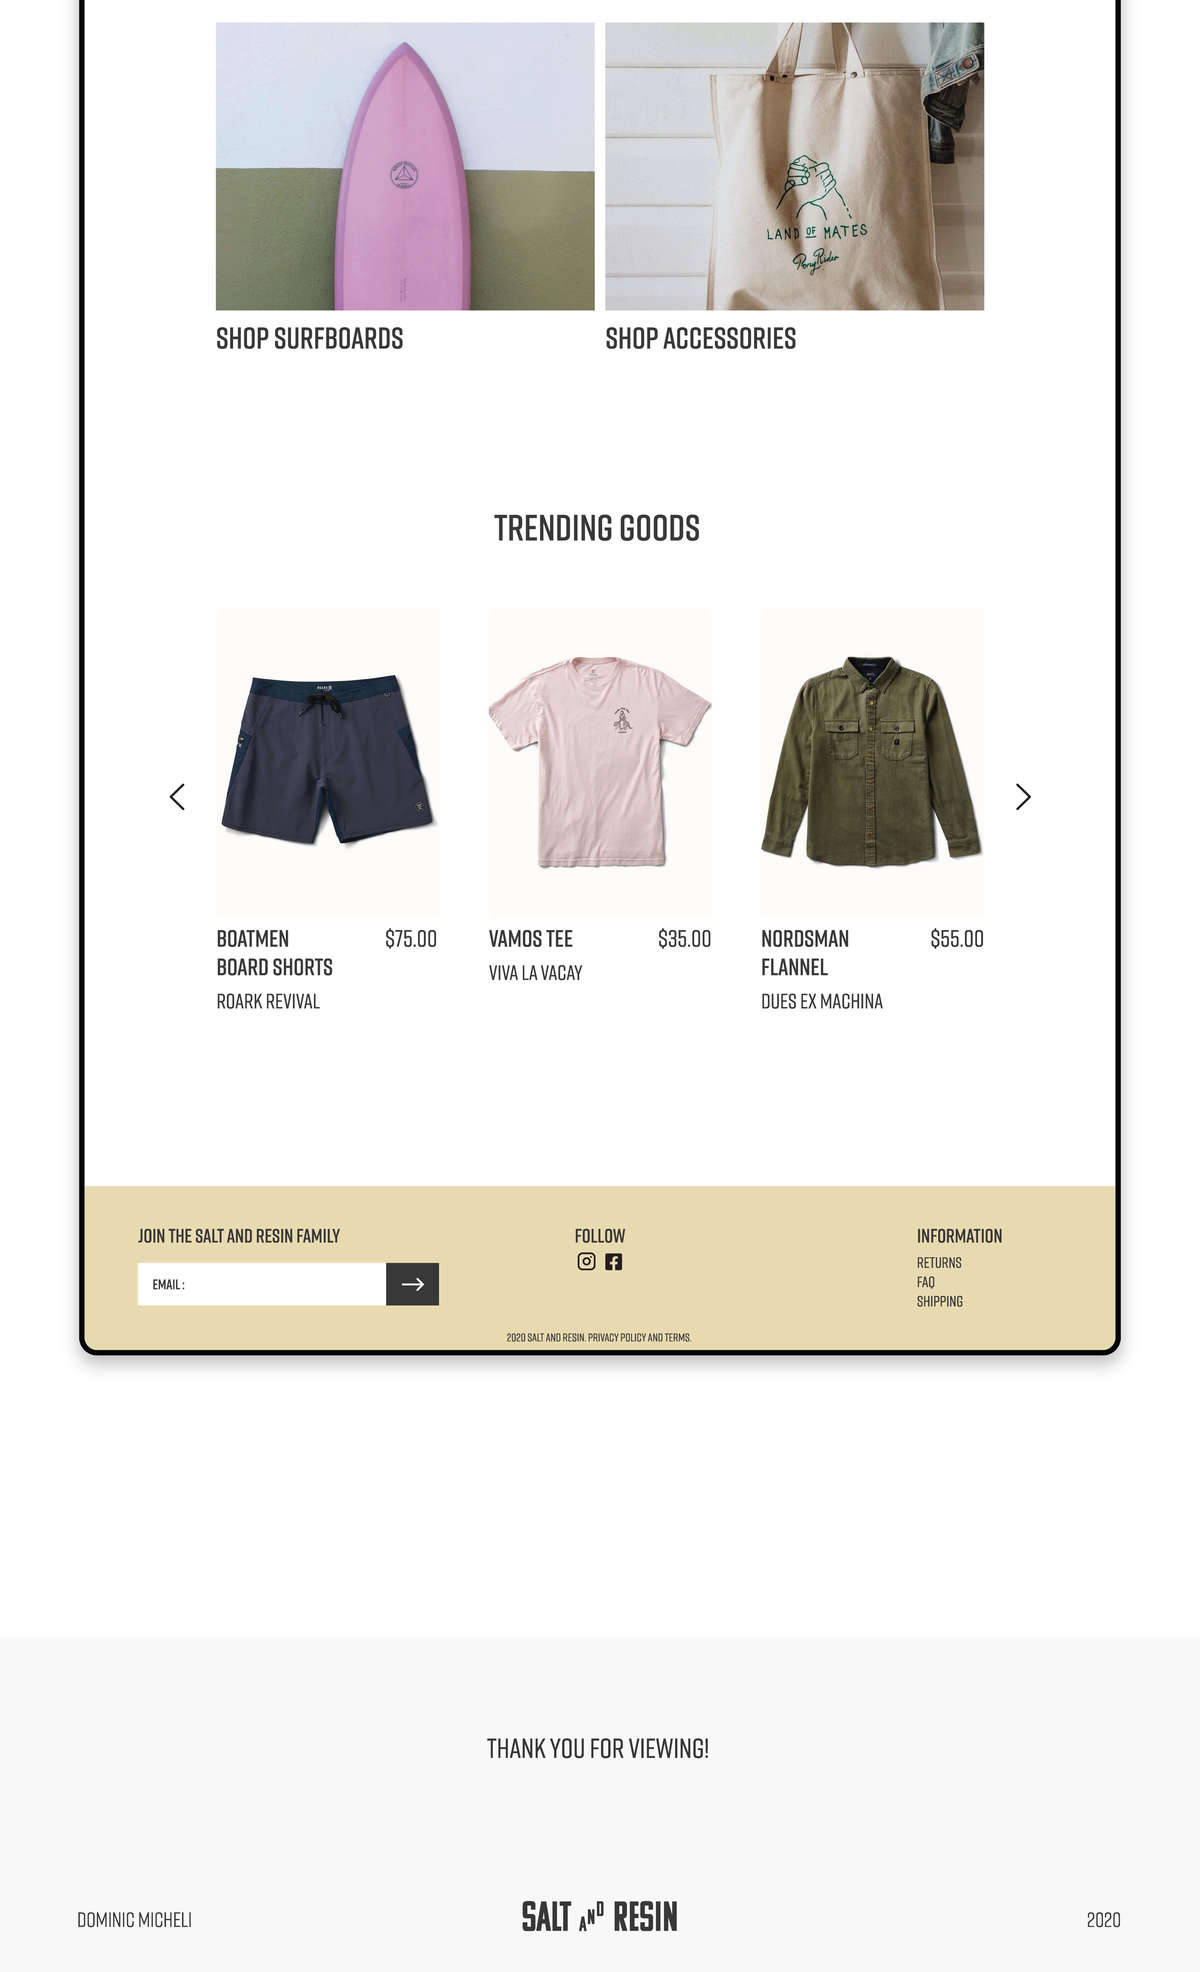 LAND OF MATES
Pony Rider
SHOP SURFBOARDS
SHOP ACCESSORIES
TRENDING GOODS
BOATMEN
BOARD SHORTS
$75.00
ROARK REVIVAL
VAMOS TEE
$35.00
VIVA LA VACAY
NORDSMAN
FLANNEL
$55.00
DUES EX MACHINA
JOIN THE SALT AND RESIN FAMILY
EMAIL :
FOLLOW
INFORMATION
RETURNS
FAQ
SHIPPING
2020 SALT AND RESIN. PRIVACY POLICY AND TERMS.
THANK YOU FOR VIEWING!
DOMINIC MICHELI
SALT AND RESIN
2020